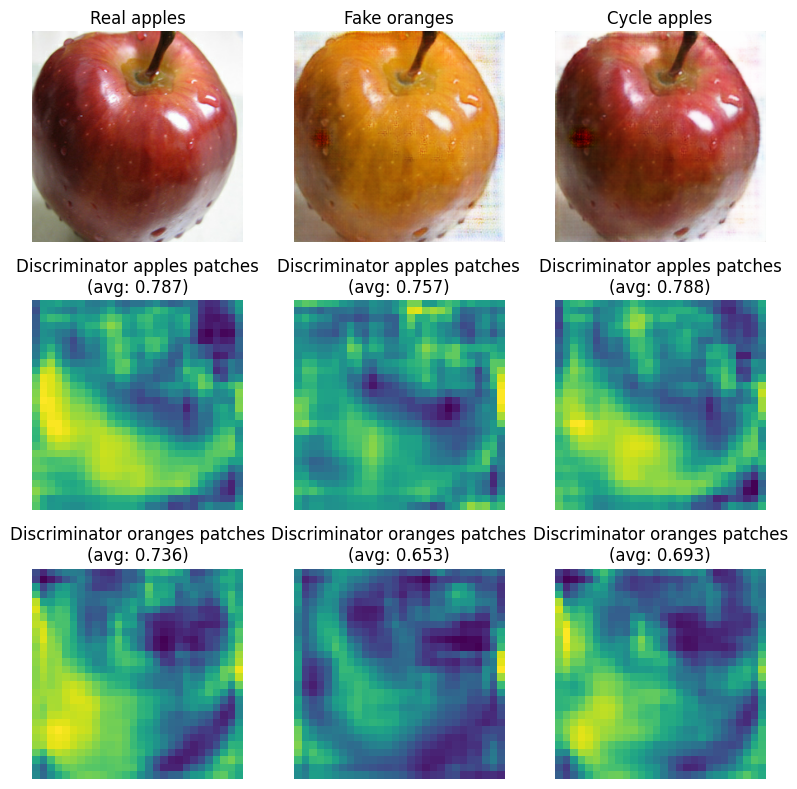 Real apples
Fake oranges
Cycle apples
Discriminator apples patches
(avg: 0.787)
Discriminator apples patches
(avg: 0.757)
Discriminator apples patches
(avg: 0.788)
Discriminator oranges patches
(avg: 0.736)
Discriminator oranges patches
(avg: 0.653)
Discriminator oranges patches
(avg: 0.693)